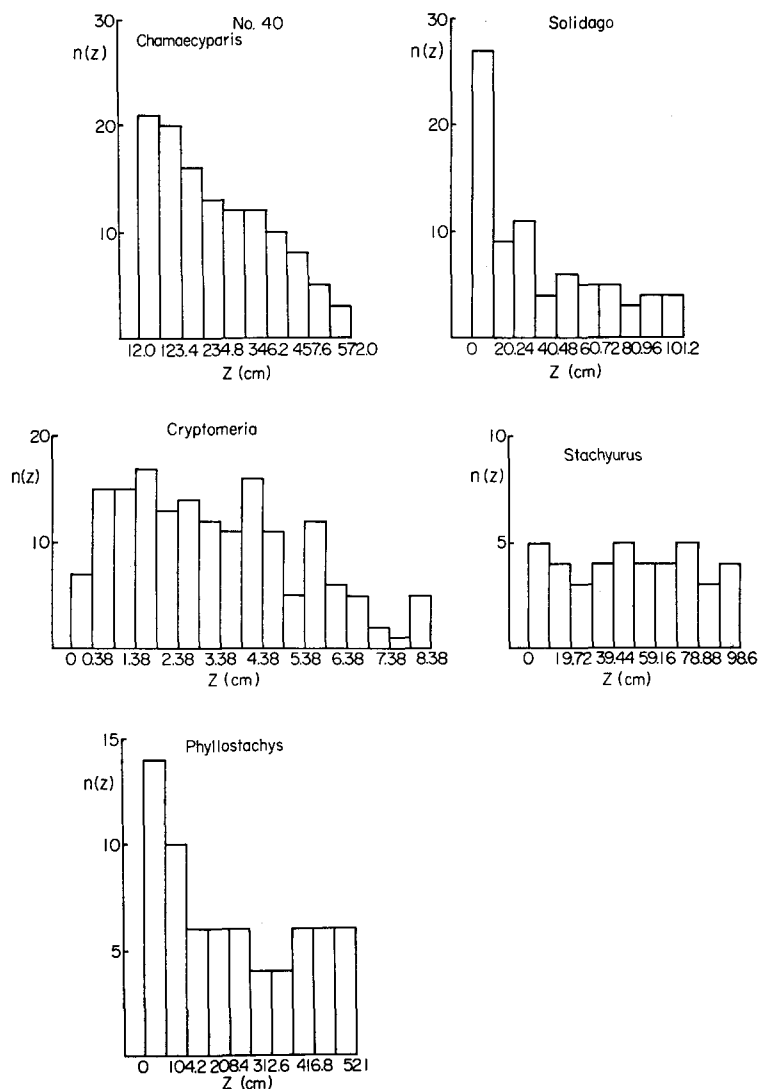 No. 40
Chamaecyparis
n(z)
30
20
10
12.0 123.4 234.8 346.2 457.6 572.0
Z (cm)
Solidago
n(z)
30
20
10
0 20.24 40.48 60.72 80.96 101.2
Z (cm)
Cryptomeria
n(z)
20
10
0 0.38 1.38 2.38 3.38 4.38 5.38 6.38 7.38 8.38
Z (cm)
Stachyurus
n(z)
10
5
0 19.72 39.44 59.16 78.88 98.6
Z (cm)
Phyllostachys
n(z)
15
10
5
0 104.2 208.4 312.6 416.8 521
Z (cm)